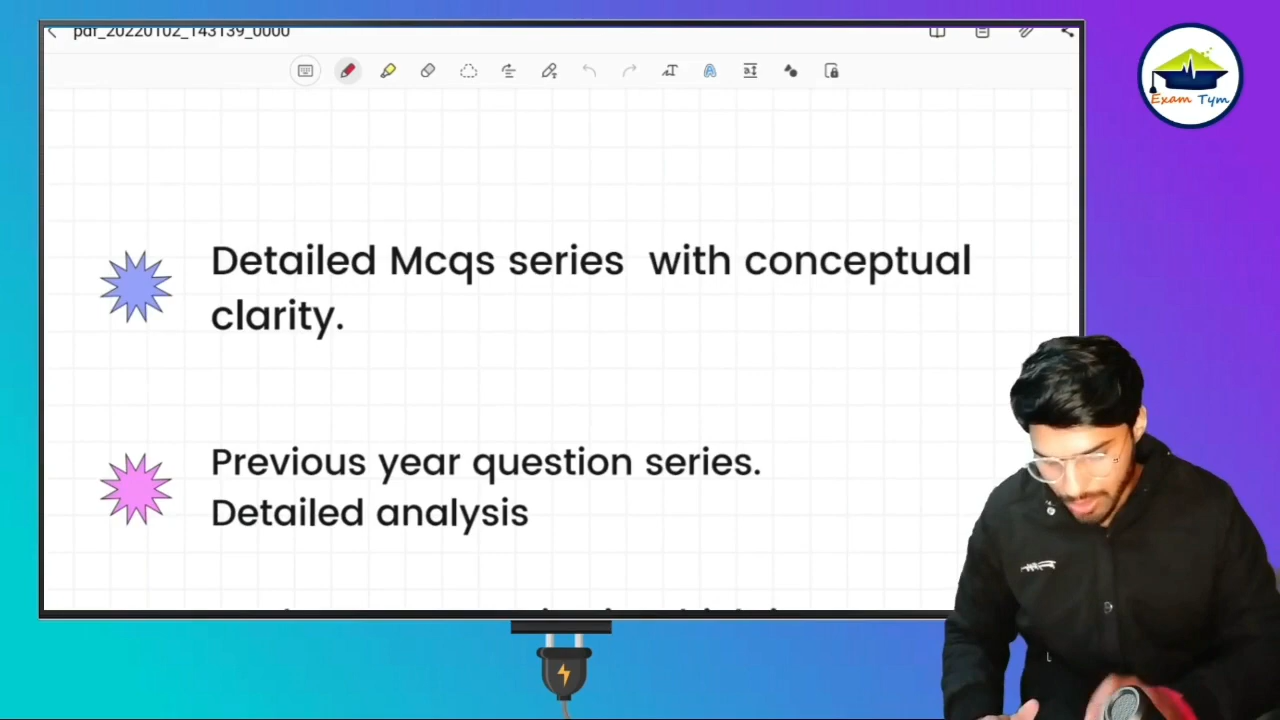 pdf_20220102_143139_0000
Exam Tym
Detailed Mcqs series with conceptual
clarity.
Previous year question series.
Detailed analysis